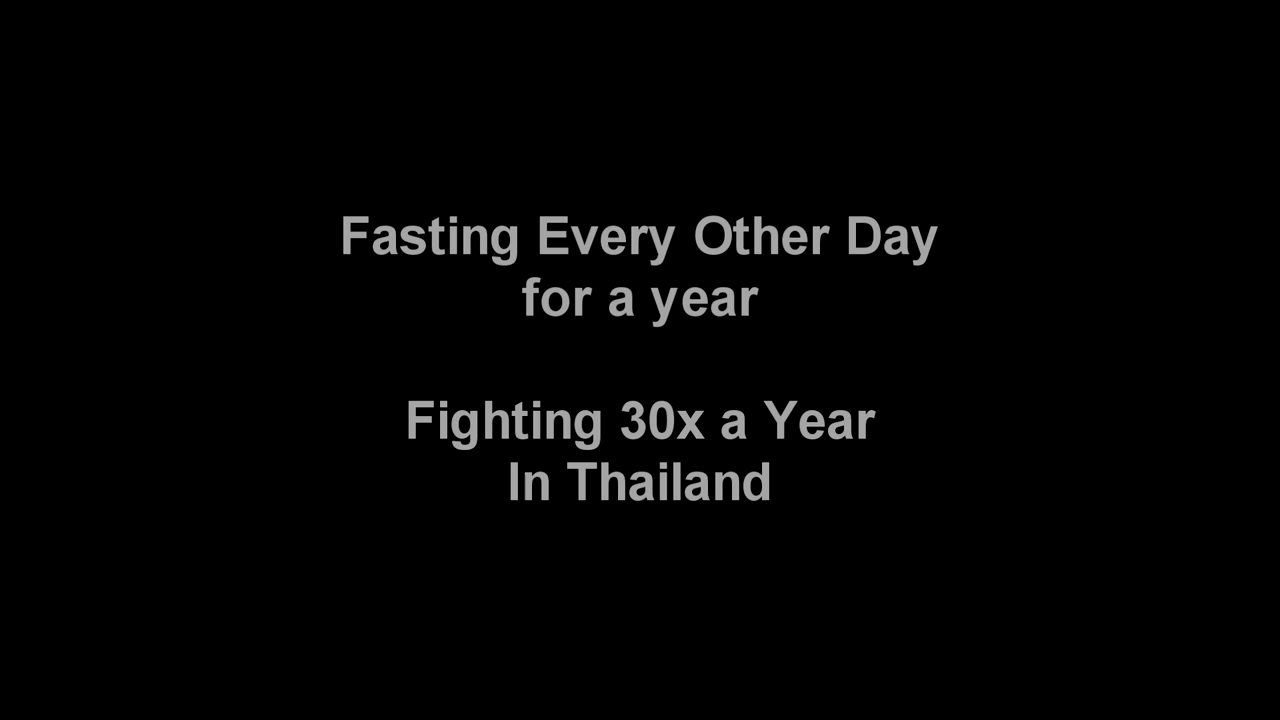 Fasting Every Other Day
for a year
Fighting 30x a Year
In Thailand